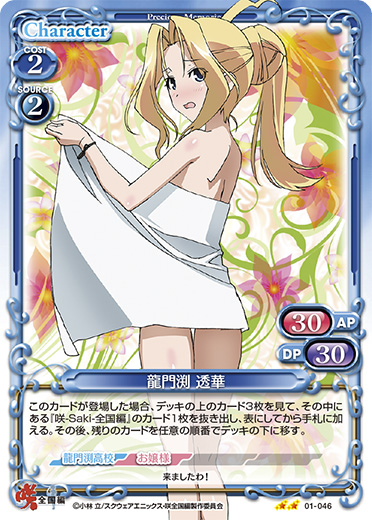 Precious Memories
Character
COST
2
SOURCE
2
30 AP
DP 30
龍門渕 透華
このカードが登場した場合、デッキの上のカード3枚を見て、その中に
ある『咲-Saki-全国編』のカード1枚を抜き出し、表にしてから手札に加
える。その後、残りのカードを任意の順番でデッキの下に移す。
龍門渕高校 お嬢様
来ましたわ！
咲 全国編
©小林 立/スクウェアエニックス・咲全国編製作委員会
01-046